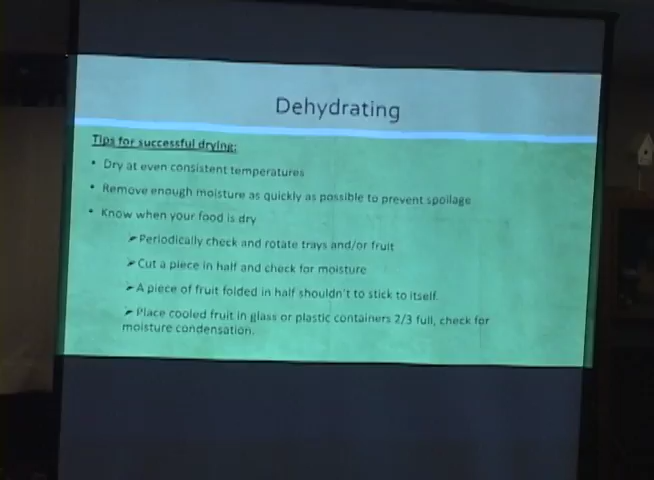 Dehydrating
Tips for successful drying:
• Dry at even consistent temperatures
• Remove enough moisture as quickly as possible to prevent spoilage
• Know when your food is dry
➢Periodically check and rotate trays and/or fruit
➢Cut a piece in half and check for moisture
➢A piece of fruit folded in half shouldn't to stick to itself.
➢Place cooled fruit in glass or plastic containers 2/3 full, check for
moisture condensation.